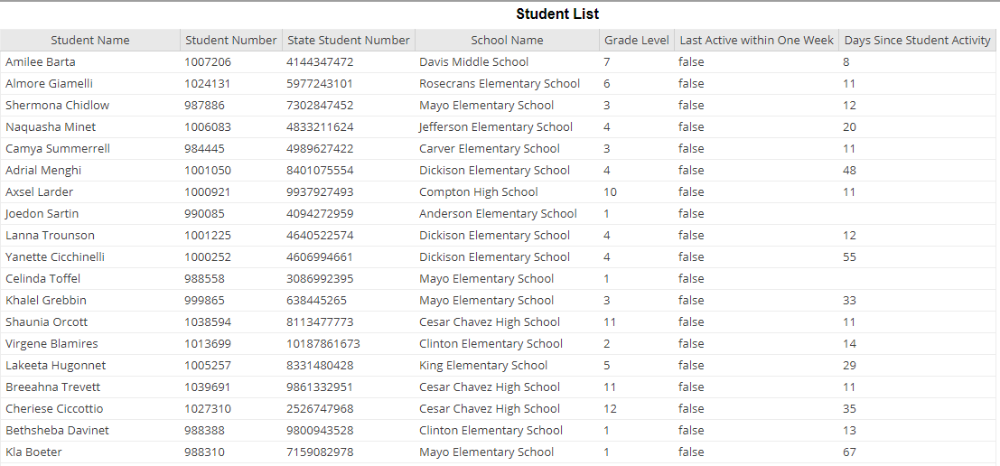 Student List
Student Name Student Number State Student Number School Name Grade Level Last Active within One Week Days Since Student Activity
Amilee Barta 1007206 4144347472 Davis Middle School 7 false 8
Almore Giamelli 1024131 5977243101 Rosecrans Elementary School 6 false 11
Shermona Chidlow 987886 7302847452 Mayo Elementary School 3 false 12
Naquasha Minet 1006083 4833211624 Jefferson Elementary School 4 false 20
Camya Summerrell 984445 4989627422 Carver Elementary School 3 false 11
Adrial Menghi 1001050 8401075554 Dickison Elementary School 4 false 48
Axsel Larder 1000921 9937927493 Compton High School 10 false 11
Joedon Sartin 990085 4094272959 Anderson Elementary School 1 false
Lanna Trounson 1001225 4640522574 Dickison Elementary School 4 false 12
Yanette Cicchinelli 1000252 4606994661 Dickison Elementary School 4 false 55
Celinda Toffel 988558 3086992395 Mayo Elementary School 1 false
Khalel Grebbin 999865 638445265 Mayo Elementary School 3 false 33
Shaunia Orcott 1038594 8113477773 Cesar Chavez High School 11 false 11
Virgene Blamires 1013699 10187861673 Clinton Elementary School 2 false 14
Lakeeta Hugonnet 1005257 8331480428 King Elementary School 5 false 29
Breeahna Trevett 1039691 9861332951 Cesar Chavez High School 11 false 11
Cheriese Ciccottio 1027310 2526747968 Cesar Chavez High School 12 false 35
Bethsheba Davinet 988388 9800943528 Clinton Elementary School 1 false 13
Kla Boeter 988310 7159082978 Mayo Elementary School 1 false 67